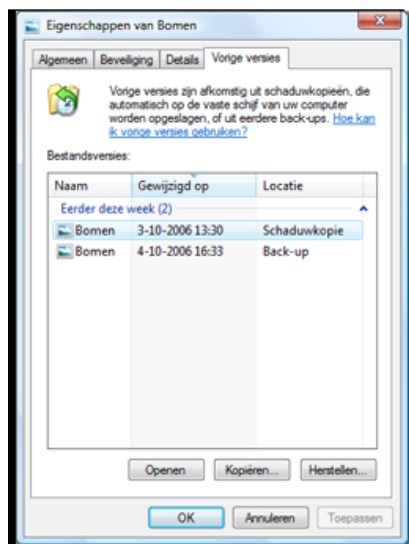 Eigenschappen van Bomen
Algemeen Beveiliging Details Vorige versies
Vorige versies zijn afkomstig uit schaduwkopieën, die
automatisch op de vaste schijf van uw computer
worden opgeslagen, of uit eerdere back-ups. Hoe kan
ik vorige versies gebruiken?
Bestandsversies:
Naam Gewijzigd op Locatie
Eerder deze week (2)
Bomen 3-10-2006 13:30 Schaduwkopie
Bomen 4-10-2006 16:33 Back-up
Openen Kopiëren... Herstellen...
OK Annuleren Toepassen